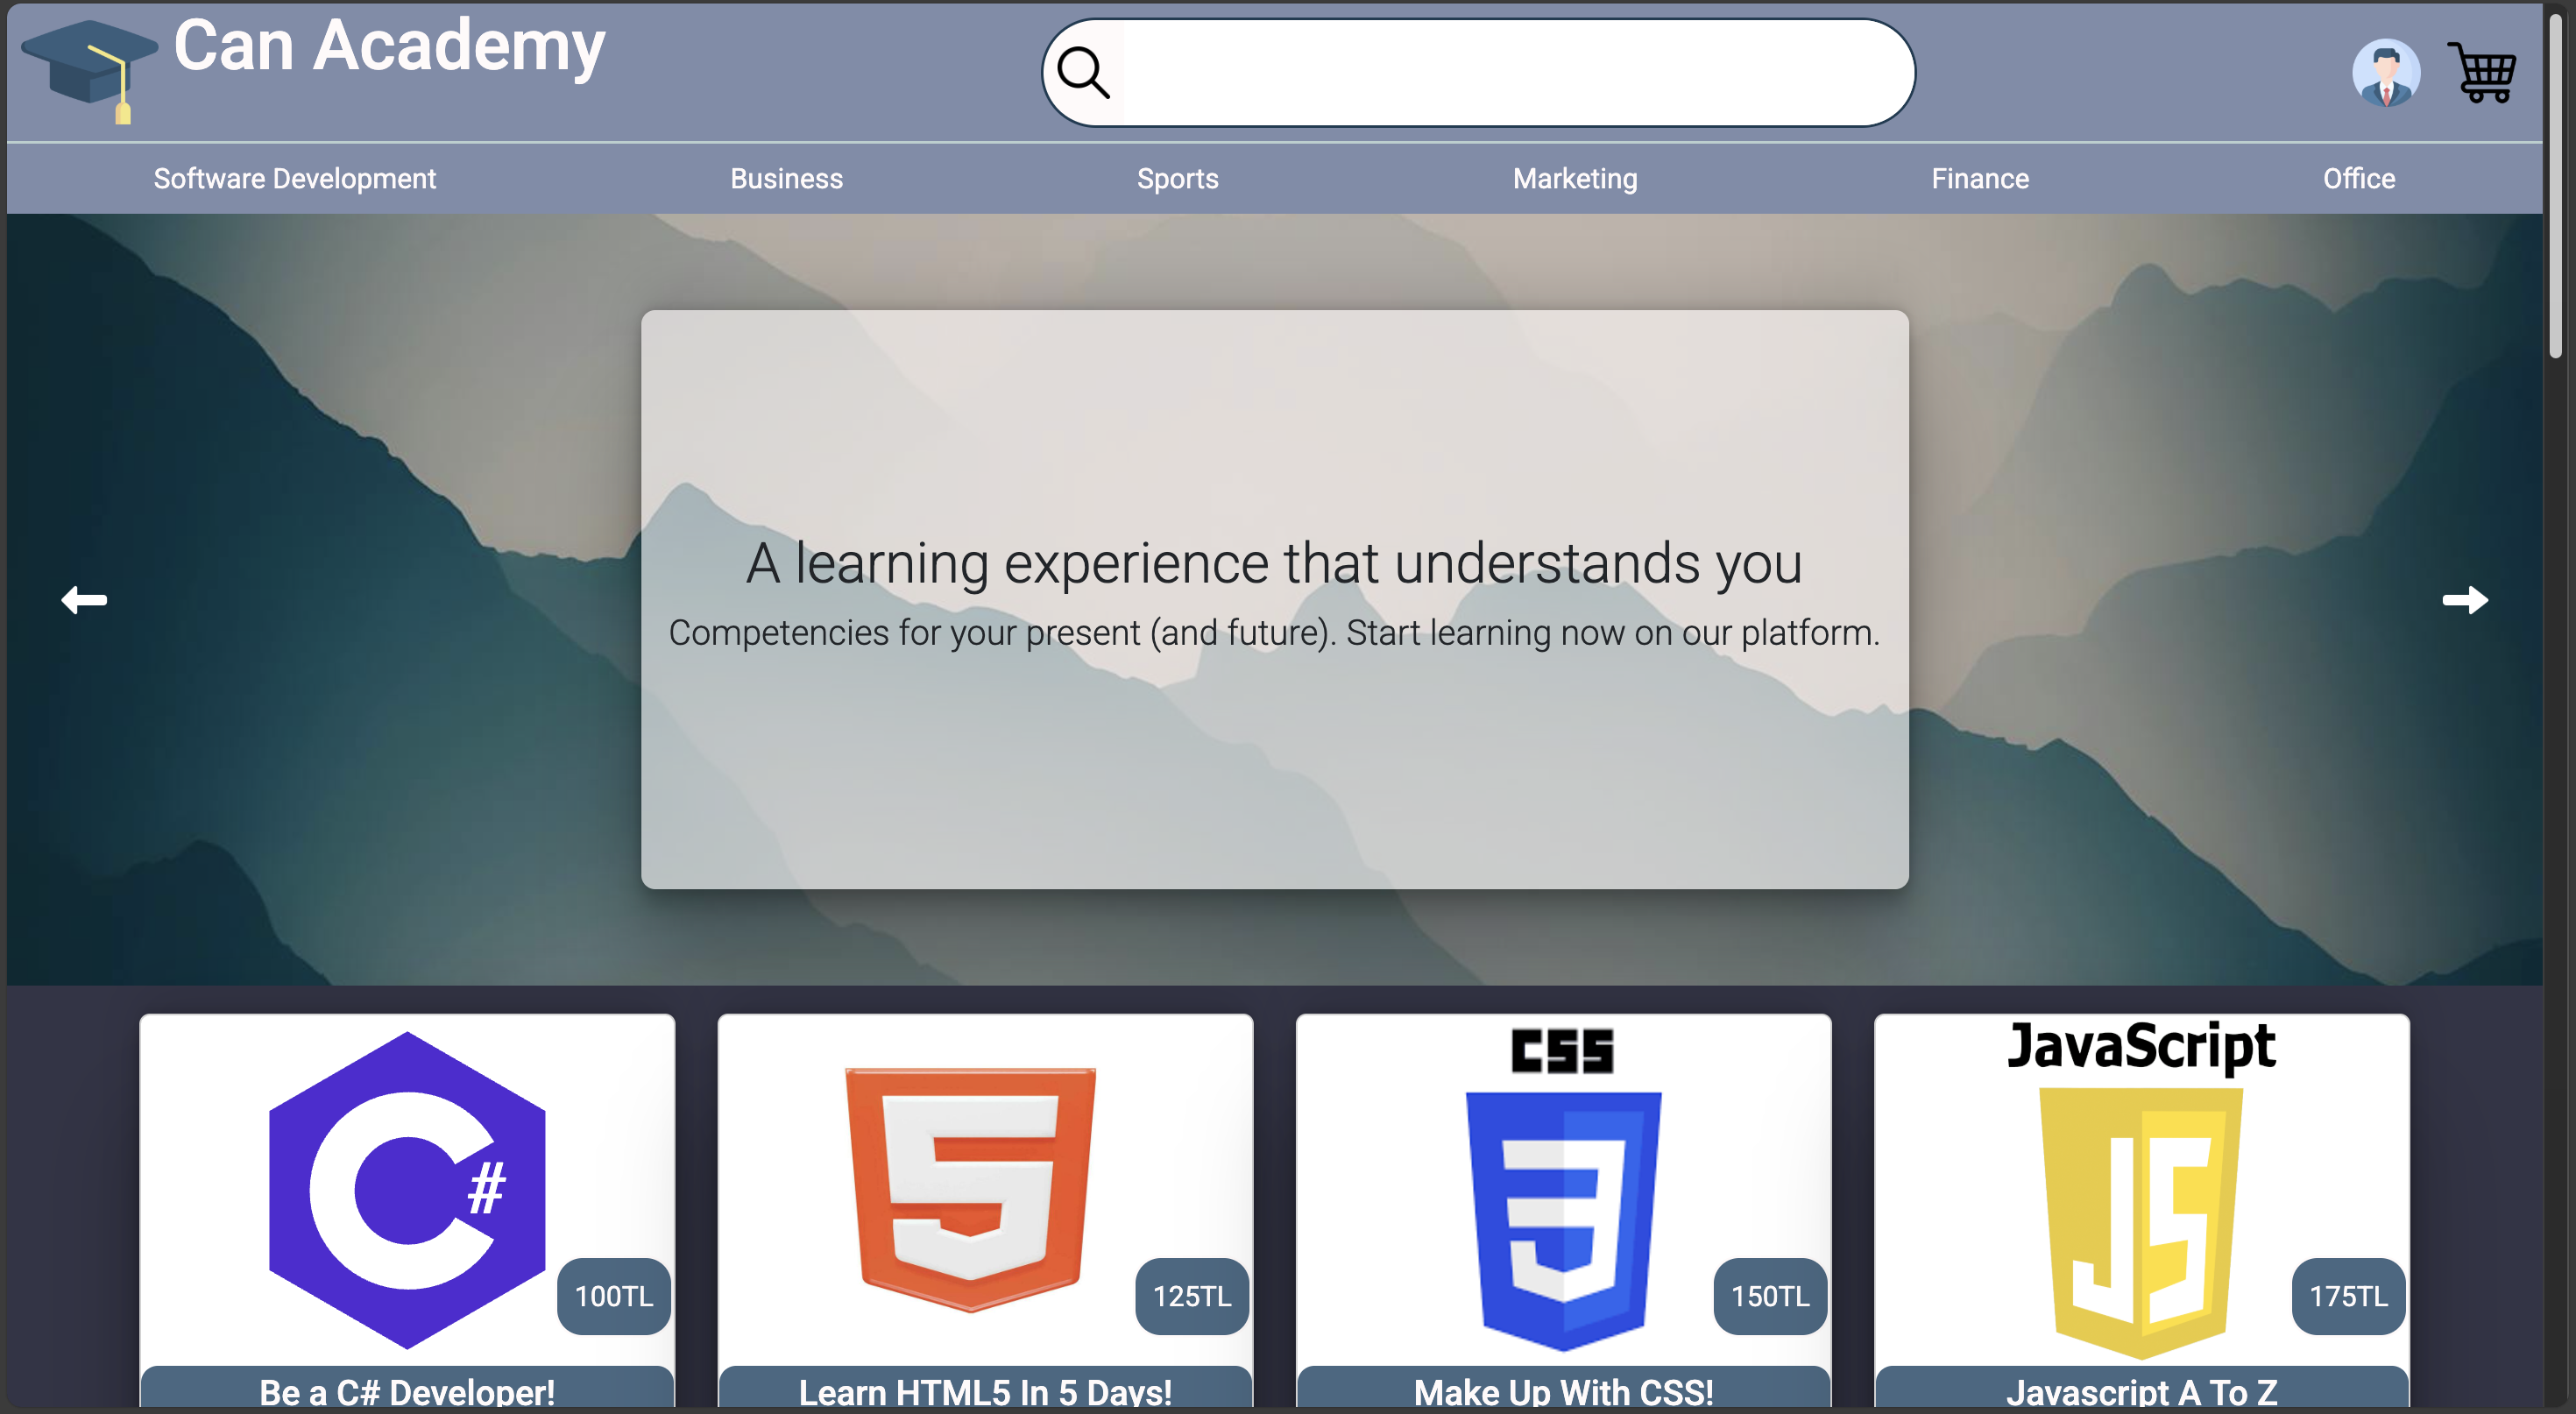 Can Academy
Software Development Business Sports Marketing Finance Office
A learning experience that understands you
Competencies for your present (and future). Start learning now on our platform.
C#
100TL
Be a C# Developer!
5
125TL
Learn HTML5 In 5 Days!
CSS
3
150TL
Make Up With CSS!
JavaScript
JS
175TL
Javascript A To Z